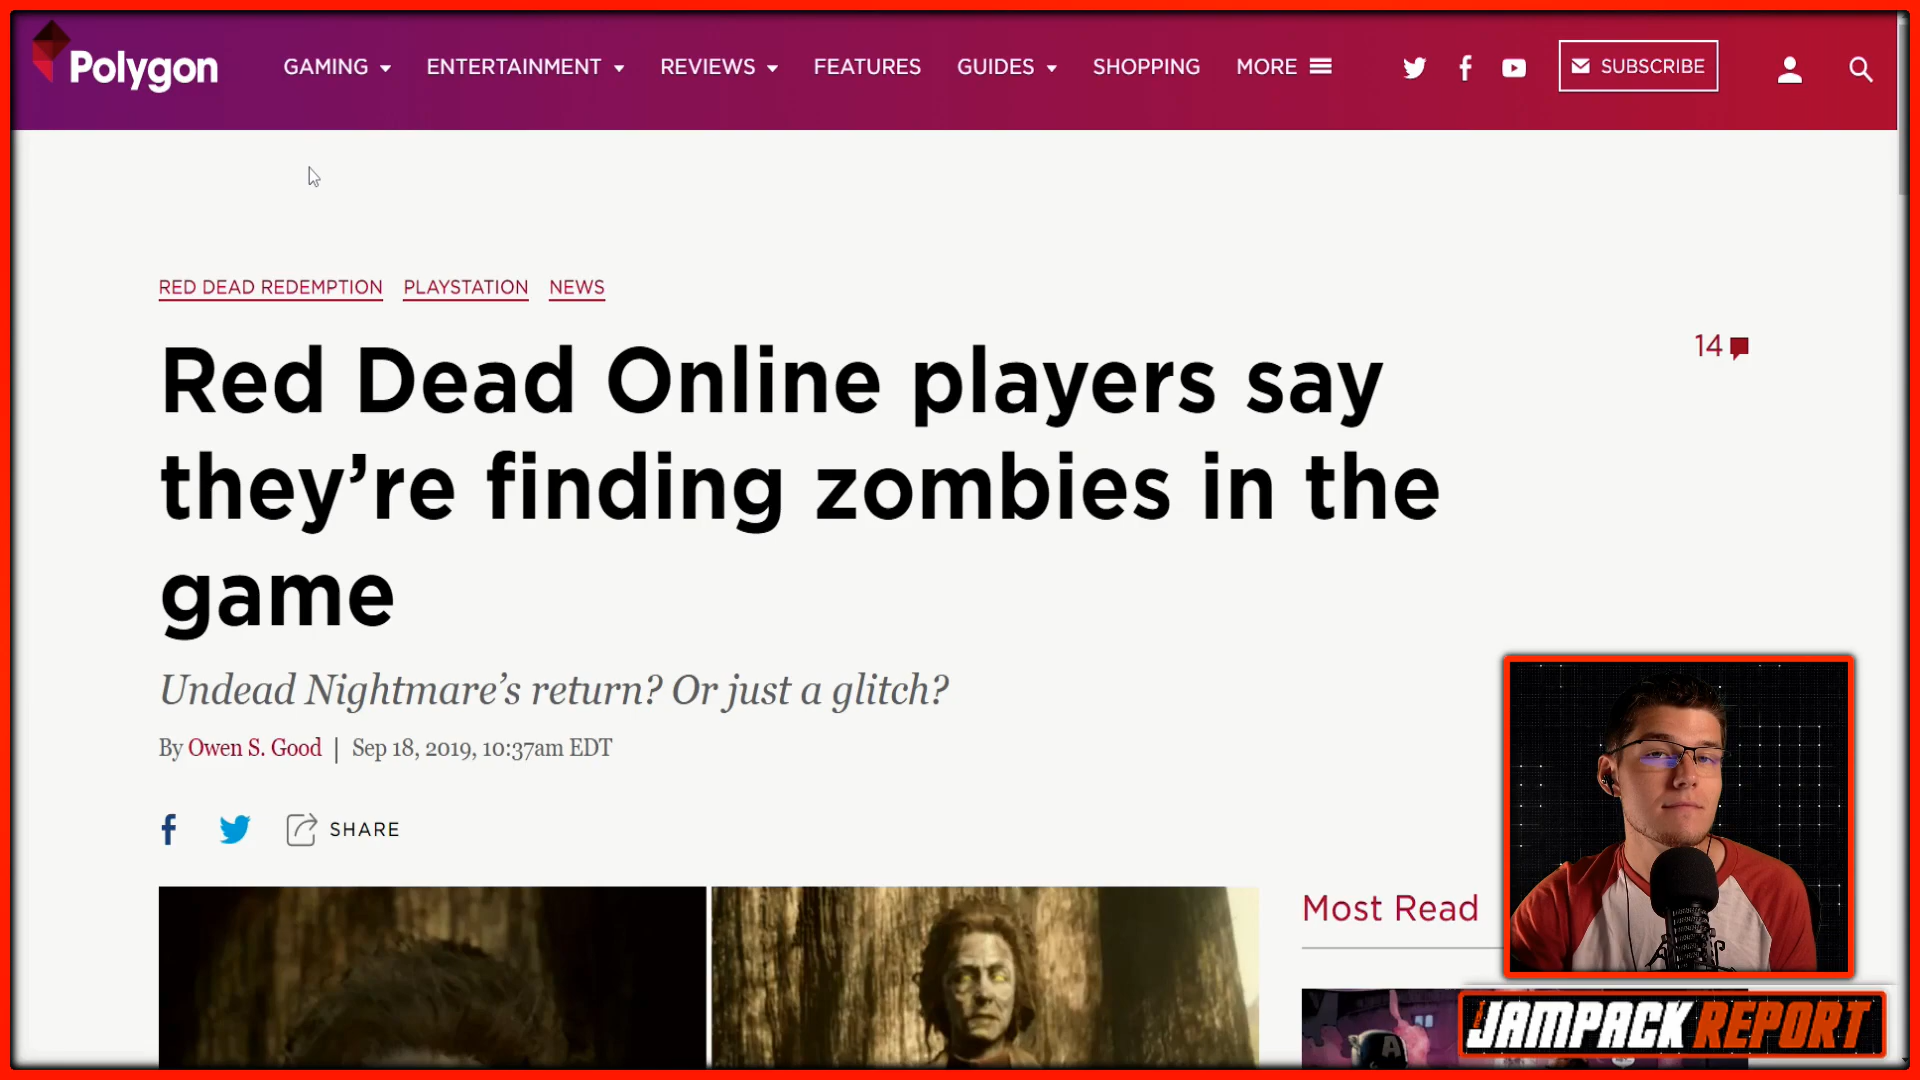 Polygon
GAMING
ENTERTAINMENT
REVIEWS
FEATURES
GUIDES
SHOPPING
MORE
SUBSCRIBE
RED DEAD REDEMPTION PLAYSTATION NEWS
14
Red Dead Online players say
they’re finding zombies in the
game
Undead Nightmare’s return? Or just a glitch?
By Owen S. Good | Sep 18, 2019, 10:37am EDT
SHARE
Most Read
A
JAMPACK REPORT